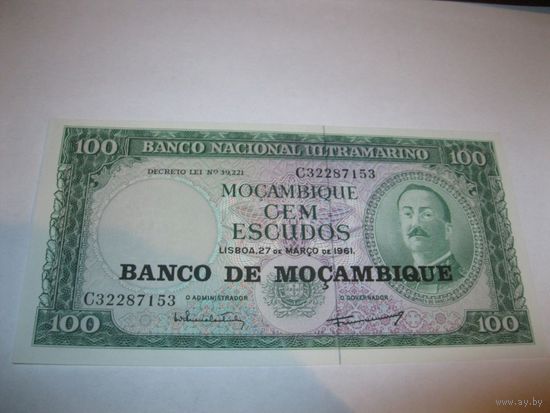 100 BANCO NACIONAL ULTRAMARINO 100
DECRETO LEI Nº 39.221 C32287153
MOÇAMBIQUE
CEM
ESCUDOS
LISBOA, 27 DE MARÇO DE 1961.
BANCO DE MOÇAMBIQUE
C32287153 O ADMINISTRADOR O GOVERNADOR
100 100
www.ay.by